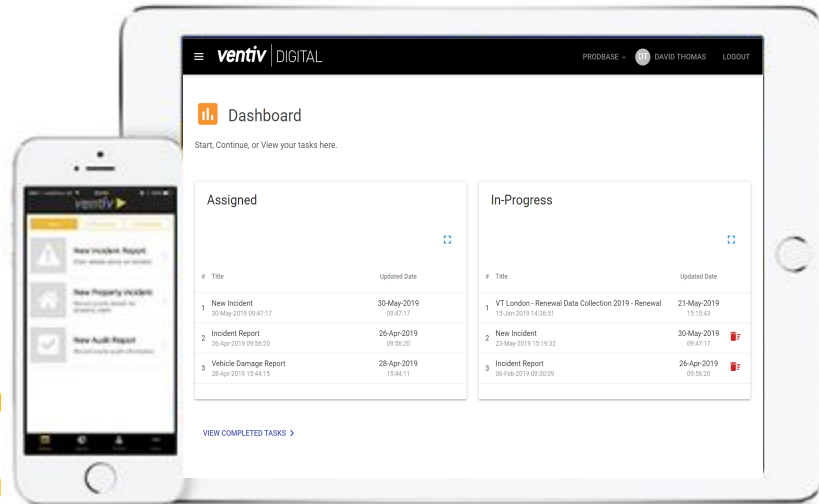 ventiv DIGITAL
PRODBASE
DT DAVID THOMAS
LOGOUT
Dashboard
Start, Continue, or View your tasks here.
Assigned
# Title Updated Date
1 New Incident 30-May-2019
30-May-2019 09:47:17 09:47:17
2 Incident Report 26-Apr-2019
26-Apr-2019 09:56:20 09:56:20
3 Vehicle Damage Report 28-Apr-2019
28-Apr-2019 15:44:15 15:44:11
In-Progress
# Title Updated Date
1 VT London - Renewal Data Collection 2019 - Renewal 21-May-2019
15-Jan-2019 14:36:51 15:15:43
2 New Incident 30-May-2019
23-May-2019 15:19:32 09:47:17
3 Incident Report 26-Apr-2019
06-Feb-2019 09:30:09 09:56:20
VIEW COMPLETED TASKS
ventiv
New Incident Report
New Property Incident
New Audit Report